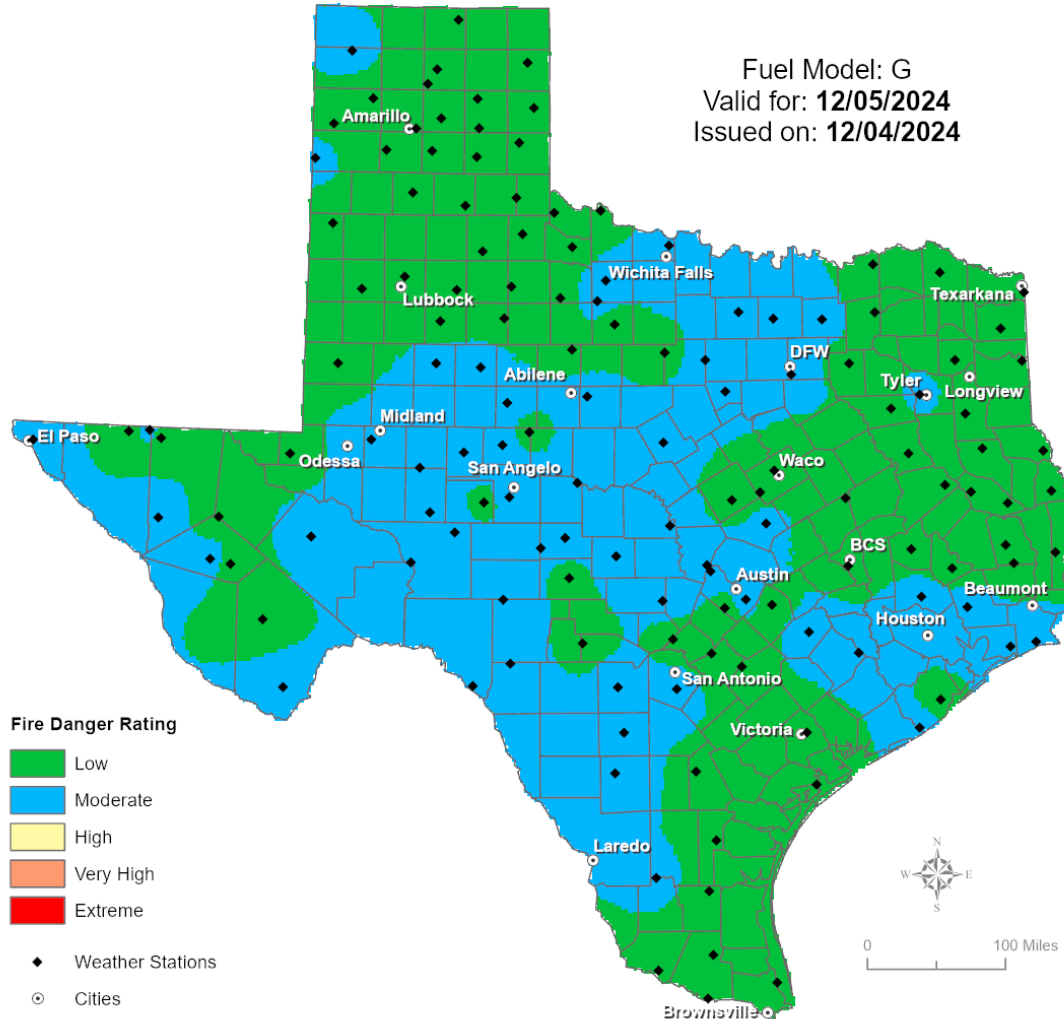 Fuel Model: G
Valid for: 12/05/2024
Issued on: 12/04/2024
Amarillo
Wichita Falls
Lubbock
Texarkana
DFW
Abilene
Tyler
Longview
Midland
El Paso
Odessa
San Angelo
Waco
BCS
Austin
Beaumont
Houston
San Antonio
Victoria
Laredo
Brownsville
Fire Danger Rating
Low
Moderate
High
Very High
Extreme
Weather Stations
Cities
N
W E
S
0 100 Miles